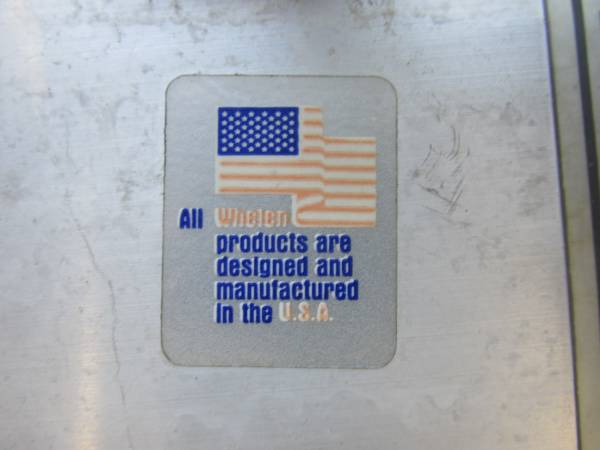 All Whelen
products are
designed and
manufactured
in the U.S.A.